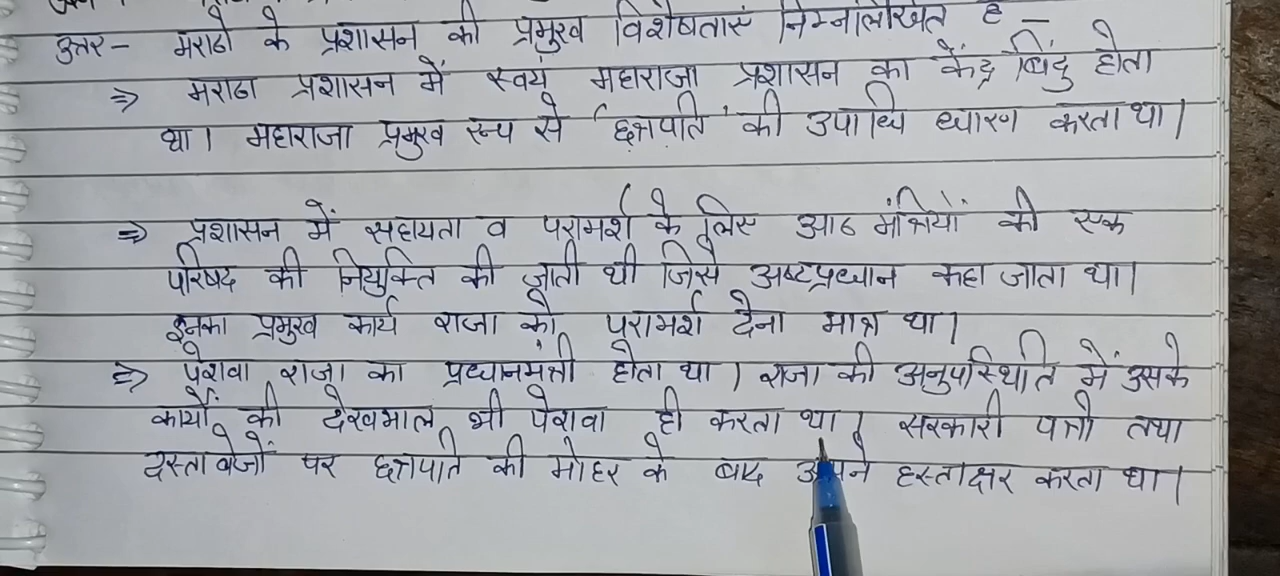 उत्तर- मराठो के प्रशासन की प्रमुख विशेषताएं निम्नलिखित है –
⇒ मराठा प्रशासन में स्वयं महाराजा प्रशासन का केंद्र बिंदु होता
था। महाराजा प्रमुख रूप से 'छत्रपति' की उपाधि धारण करता था।
⇒ प्रशासन में सहायता व परामर्श के लिए आठ मंत्रियों की एक
परिषद की नियुक्ति की जाती थी जिसे अष्टप्रधान कहा जाता था।
इनका प्रमुख कार्य राजा को परामर्श देना मात्र था।
⇒ पेशवा राजा का प्रधानमंत्री होता था। राजा की अनुपस्थिति में उसके
कार्यों की देखभाल भी पेशवा ही करता था। सरकारी पत्रो तथा
दस्तावेजों पर छत्रपति की मोहर के बाद अपने हस्ताक्षर करता था।